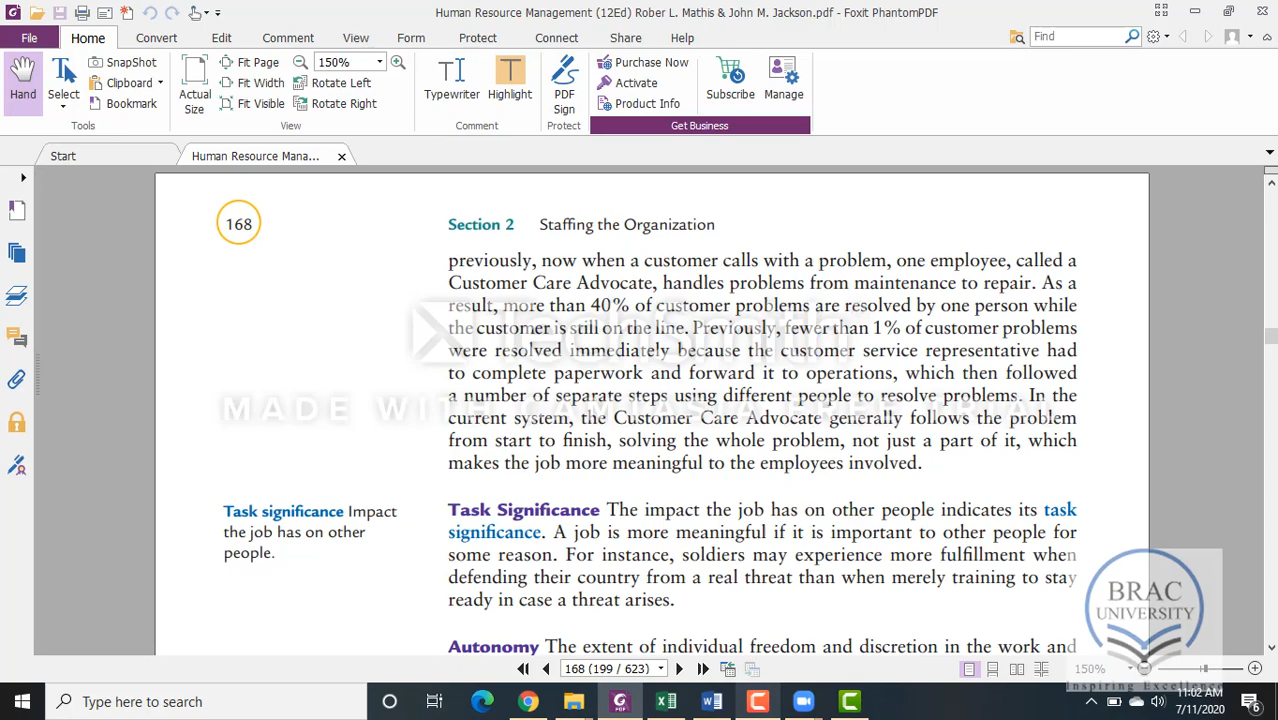 Human Resource Management (12Ed) Rober L. Mathis & John M. Jackson.pdf - Foxit PhantomPDF
File Home Convert Edit Comment View Form Protect Connect Share Help Find
Hand
Select
SnapShot
Clipboard
Bookmark
Tools
Actual Size
Fit Page
Fit Width
Fit Visible
150%
Rotate Left
Rotate Right
View
Typewriter
Highlight
Comment
PDF Sign
Protect
Purchase Now
Activate
Product Info
Subscribe
Manage
Get Business
Start
Human Resource Mana...
168
Section 2 Staffing the Organization
previously, now when a customer calls with a problem, one employee, called a
Customer Care Advocate, handles problems from maintenance to repair. As a
result, more than 40% of customer problems are resolved by one person while
the customer is still on the line. Previously, fewer than 1% of customer problems
were resolved immediately because the customer service representative had
to complete paperwork and forward it to operations, which then followed
a number of separate steps using different people to resolve problems. In the
current system, the Customer Care Advocate generally follows the problem
from start to finish, solving the whole problem, not just a part of it, which
makes the job more meaningful to the employees involved.
TechSmith
MADE WITH CAMTASIA FREE TRIAL
Task significance Impact
the job has on other
people.
Task Significance The impact the job has on other people indicates its task
significance. A job is more meaningful if it is important to other people for
some reason. For instance, soldiers may experience more fulfillment when
defending their country from a real threat than when merely training to stay
ready in case a threat arises.
Autonomy The extent of individual freedom and discretion in the work and
BRAC
UNIVERSITY
Inspiring Excellence
168 (199 / 623)
150%
Type here to search
11:02 AM
7/11/2020
6